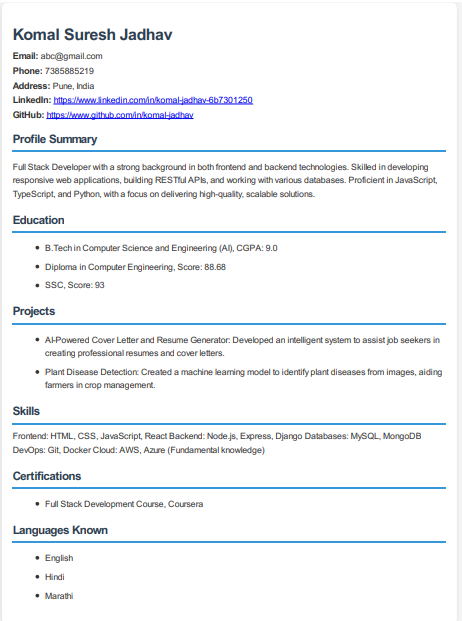 Komal Suresh Jadhav
Email: abc@gmail.com
Phone: 7385885219
Address: Pune, India
LinkedIn: https://www.linkedin.com/in/komal-jadhav-6b7301250
GitHub: https://www.github.com/in/komal-jadhav
Profile Summary
Full Stack Developer with a strong background in both frontend and backend technologies. Skilled in developing
responsive web applications, building RESTful APIs, and working with various databases. Proficient in JavaScript,
TypeScript, and Python, with a focus on delivering high-quality, scalable solutions.
Education
• B.Tech in Computer Science and Engineering (AI), CGPA: 9.0
• Diploma in Computer Engineering, Score: 88.68
• SSC, Score: 93
Projects
• AI-Powered Cover Letter and Resume Generator: Developed an intelligent system to assist job seekers in
creating professional resumes and cover letters.
• Plant Disease Detection: Created a machine learning model to identify plant diseases from images, aiding
farmers in crop management.
Skills
Frontend: HTML, CSS, JavaScript, React Backend: Node.js, Express, Django Databases: MySQL, MongoDB
DevOps: Git, Docker Cloud: AWS, Azure (Fundamental knowledge)
Certifications
• Full Stack Development Course, Coursera
Languages Known
• English
• Hindi
• Marathi